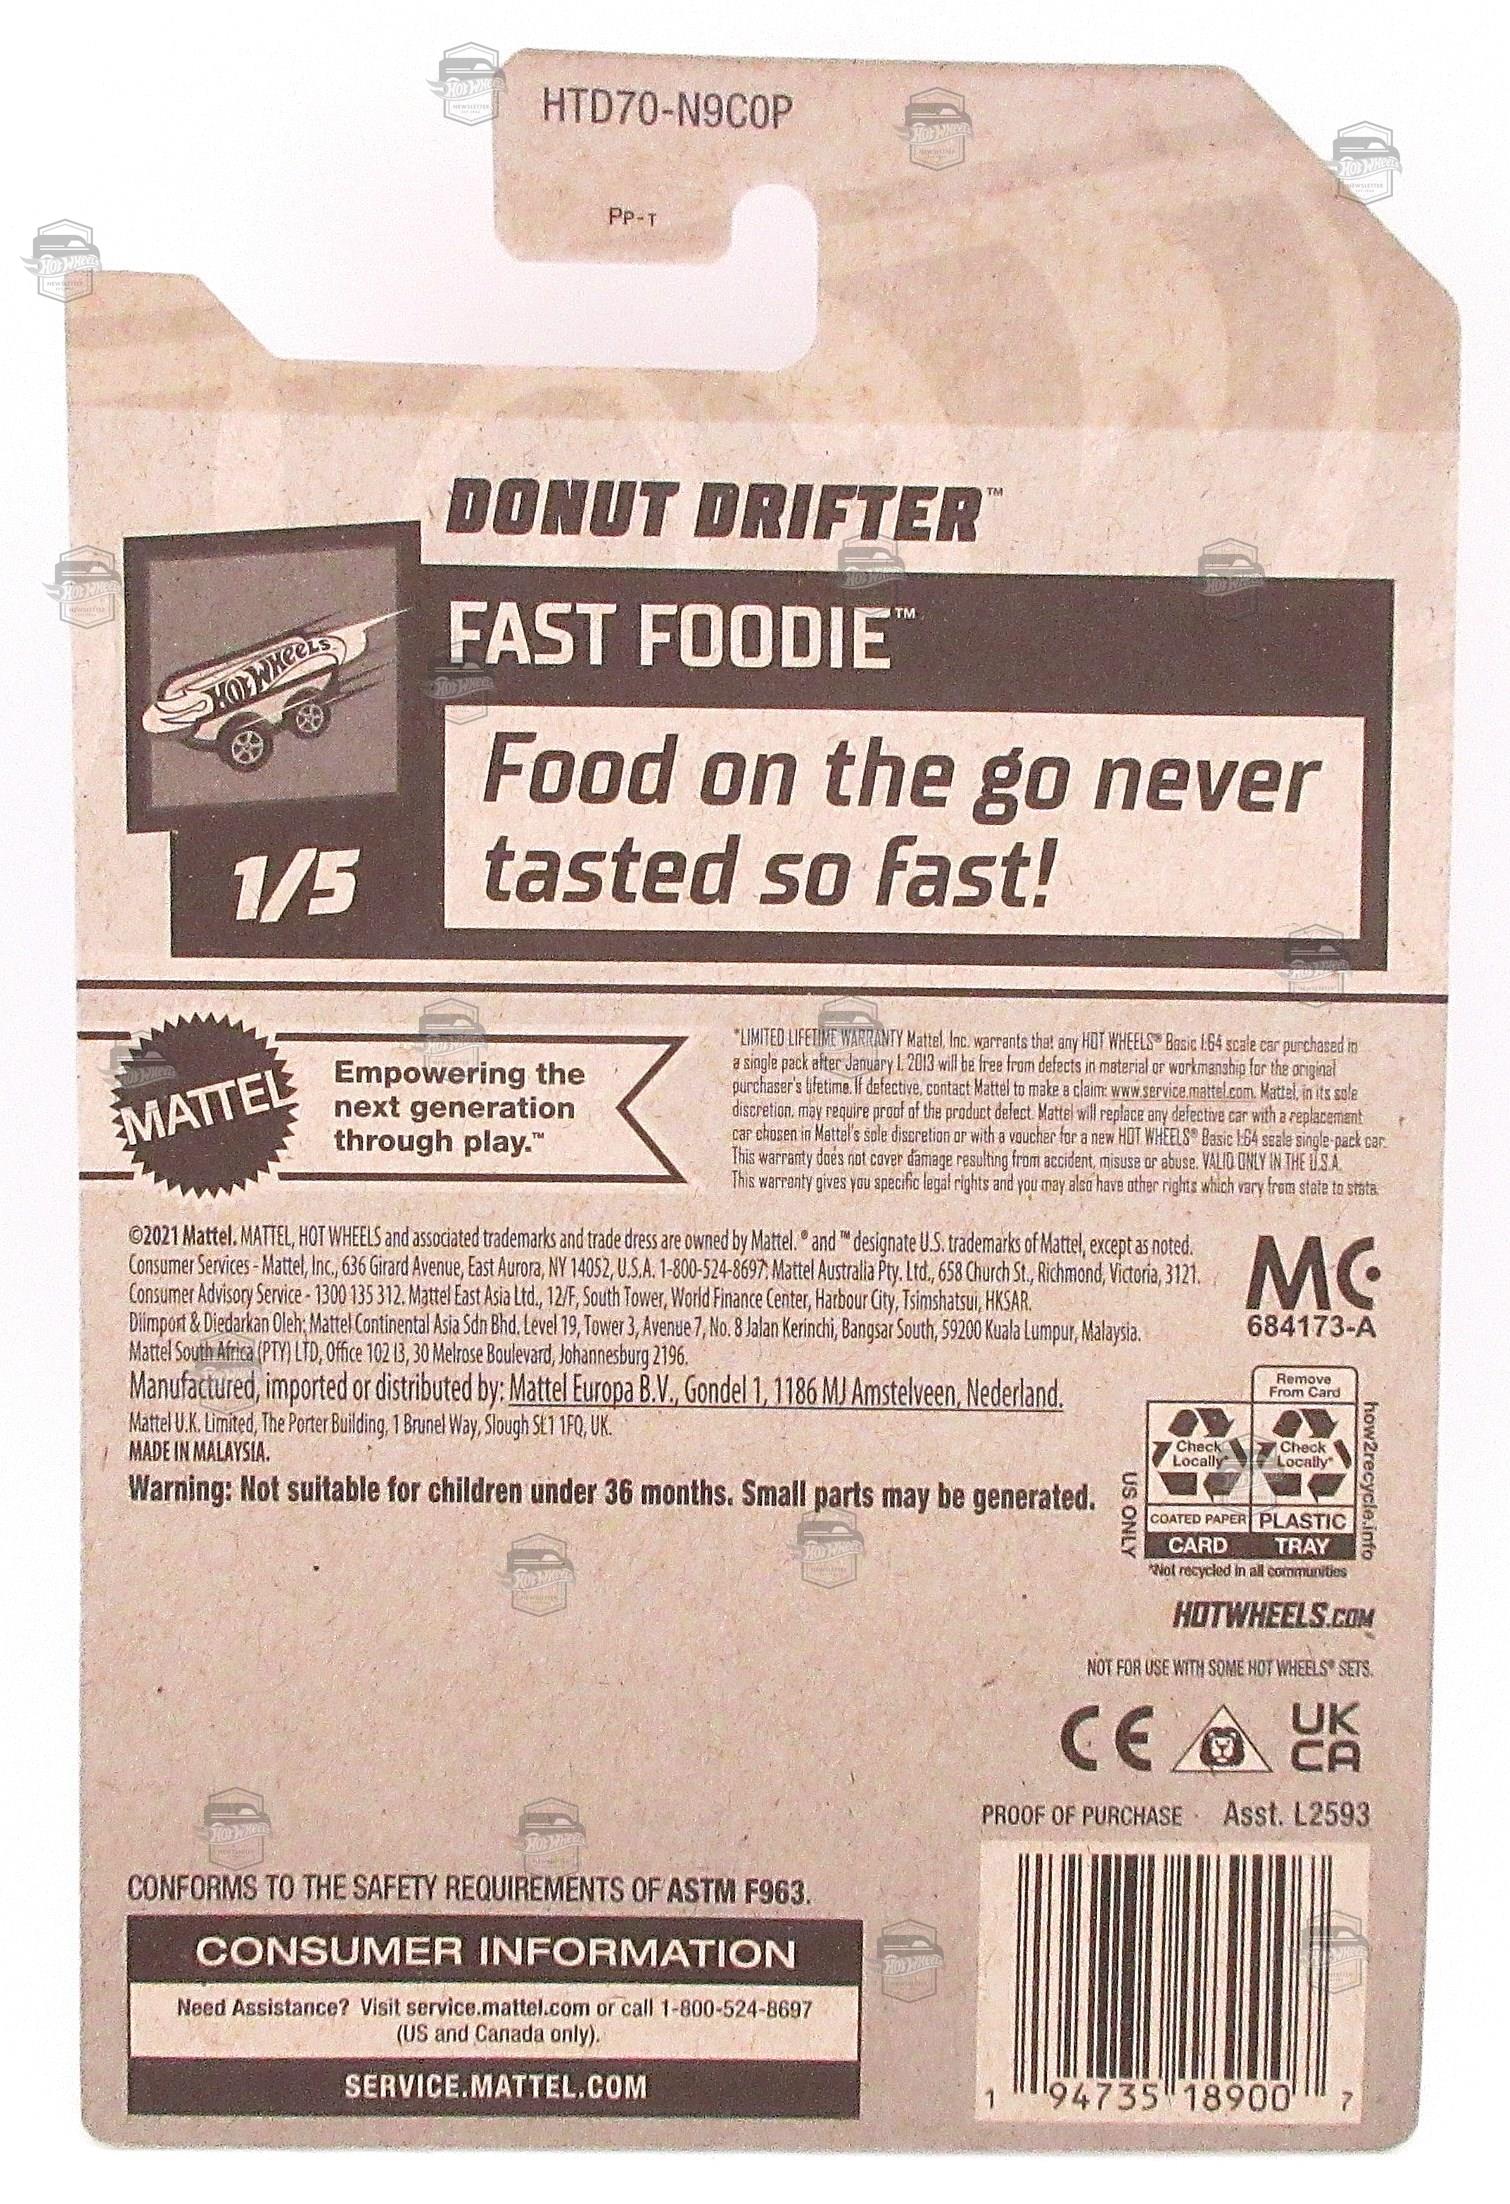 HTD70-N9C0P
PP-T
DONUT DRIFTER™
FAST FOODIE™
HOT WHEELS
Food on the go never
tasted so fast!
1/5
MATTEL
Empowering the
next generation
through play.™
*LIMITED LIFETIME WARRANTY Mattel, Inc. warrants that any HOT WHEELS® Basic 1:64 scale car purchased in
a single pack after January 1, 2013 will be free from defects in material or workmanship for the original
purchaser's lifetime. If defective, contact Mattel to make a claim: www.service.mattel.com. Mattel, in its sole
discretion, may require proof of the product defect. Mattel will replace any defective car with a replacement
car chosen in Mattel's sole discretion or with a voucher for a new HOT WHEELS® Basic 1:64 scale single-pack car.
This warranty does not cover damage resulting from accident, misuse or abuse. VALID ONLY IN THE U.S.A.
This warranty gives you specific legal rights and you may also have other rights which vary from state to state.
©2021 Mattel. MATTEL, HOT WHEELS and associated trademarks and trade dress are owned by Mattel. ® and ™ designate U.S. trademarks of Mattel, except as noted.
Consumer Services - Mattel, Inc., 636 Girard Avenue, East Aurora, NY 14052, U.S.A. 1-800-524-8697. Mattel Australia Pty. Ltd., 658 Church St., Richmond, Victoria, 3121.
Consumer Advisory Service - 1300 135 312. Mattel East Asia Ltd., 12/F, South Tower, World Finance Center, Harbour City, Tsimshatsui, HKSAR.
Diimport & Diedarkan Oleh: Mattel Continental Asia Sdn Bhd. Level 19, Tower 3, Avenue 7, No. 8 Jalan Kerinchi, Bangsar South, 59200 Kuala Lumpur, Malaysia.
Mattel South Africa (PTY) LTD, Office 102 I3, 30 Melrose Boulevard, Johannesburg 2196.
Manufactured, imported or distributed by: Mattel Europa B.V., Gondel 1, 1186 MJ Amstelveen, Nederland.
Mattel U.K. Limited, The Porter Building, 1 Brunel Way, Slough SL1 1FQ, UK.
MADE IN MALAYSIA.
Warning: Not suitable for children under 36 months. Small parts may be generated.
MC
684173-A
Remove
From Card
Check
Locally*
Check
Locally*
COATED PAPER
PLASTIC
CARD
TRAY
US ONLY
how2recycle.info
*Not recycled in all communities
HOTWHEELS.COM
NOT FOR USE WITH SOME HOT WHEELS® SETS.
CE
UK
CA
PROOF OF PURCHASE
Asst. L2593
1 94735 18900 7
CONFORMS TO THE SAFETY REQUIREMENTS OF ASTM F963.
CONSUMER INFORMATION
Need Assistance? Visit service.mattel.com or call 1-800-524-8697
(US and Canada only).
SERVICE.MATTEL.COM